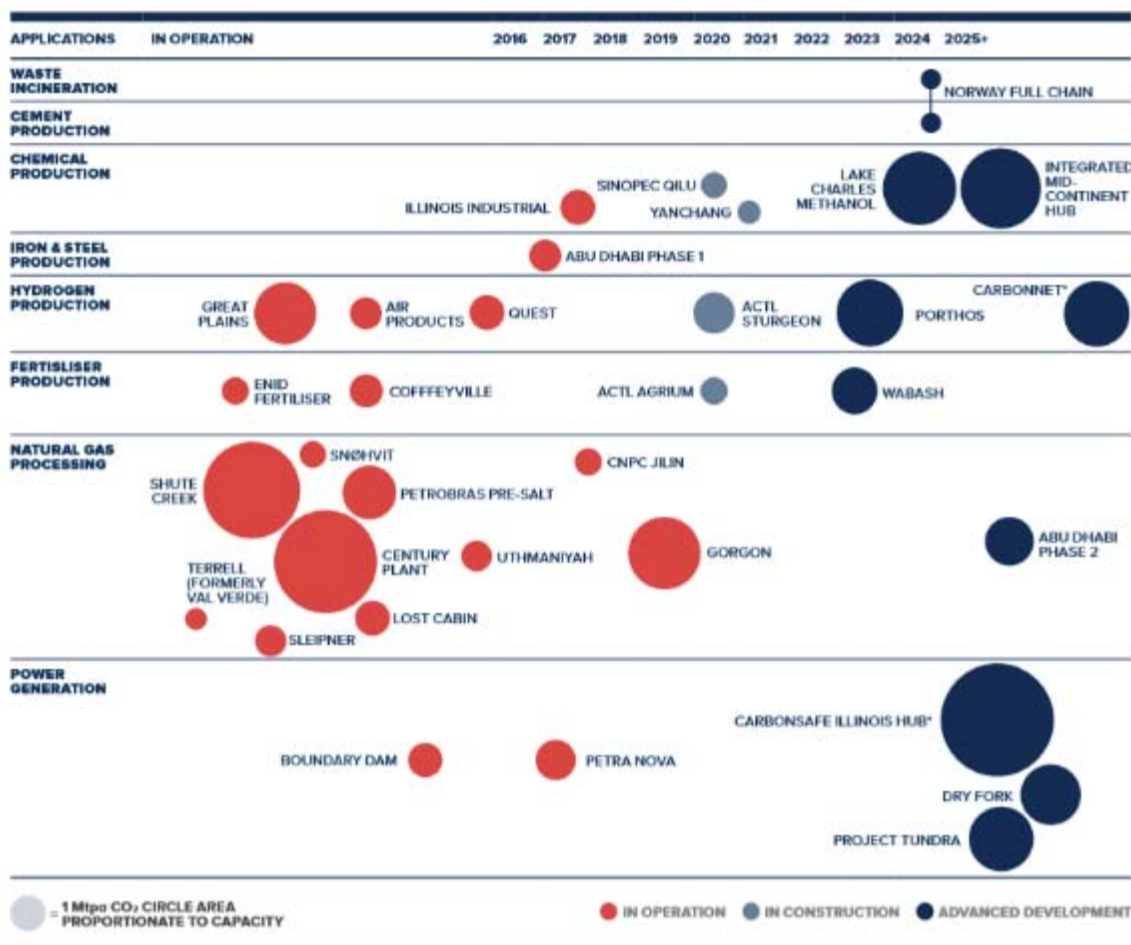 APPLICATIONS IN OPERATION 2016 2017 2018 2019 2020 2021 2022 2023 2024 2025+
WASTE
INCINERATION
NORWAY FULL CHAIN
CEMENT
PRODUCTION
CHEMICAL
PRODUCTION
ILLINOIS INDUSTRIAL
SINOPEC QILU
YANCHANG
LAKE
CHARLES
METHANOL
INTEGRATED
MID-
CONTINENT
HUB
IRON & STEEL
PRODUCTION
ABU DHABI PHASE 1
HYDROGEN
PRODUCTION
GREAT
PLAINS
AIR
PRODUCTS
QUEST
ACTL
STURGEON
PORTHOS
CARBONNET*
FERTISLISER
PRODUCTION
ENID
FERTILISER
COFFFEYVILLE
ACTL AGRIUM
WABASH
NATURAL GAS
PROCESSING
SHUTE
CREEK
SNØHVIT
PETROBRAS PRE-SALT
CNPC JILIN
CENTURY
PLANT
UTHMANIYAH
GORGON
ABU DHABI
PHASE 2
TERRELL
(FORMERLY
VAL VERDE)
LOST CABIN
SLEIPNER
POWER
GENERATION
CARBONSAFE ILLINOIS HUB*
BOUNDARY DAM
PETRA NOVA
DRY FORK
PROJECT TUNDRA
= 1 Mtpa CO₂ CIRCLE AREA
PROPORTIONATE TO CAPACITY
IN OPERATION IN CONSTRUCTION ADVANCED DEVELOPMENT